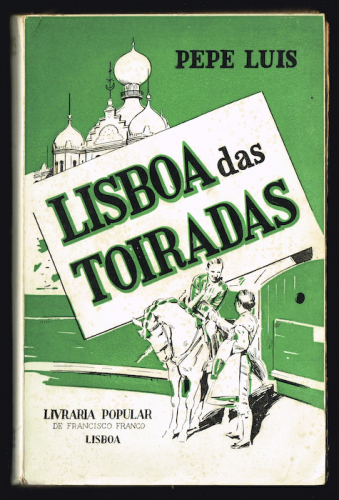 PEPE LUIS
LISBOA das
TOIRADAS
LIVRARIA POPULAR
DE FRANCISCO FRANCO
LISBOA